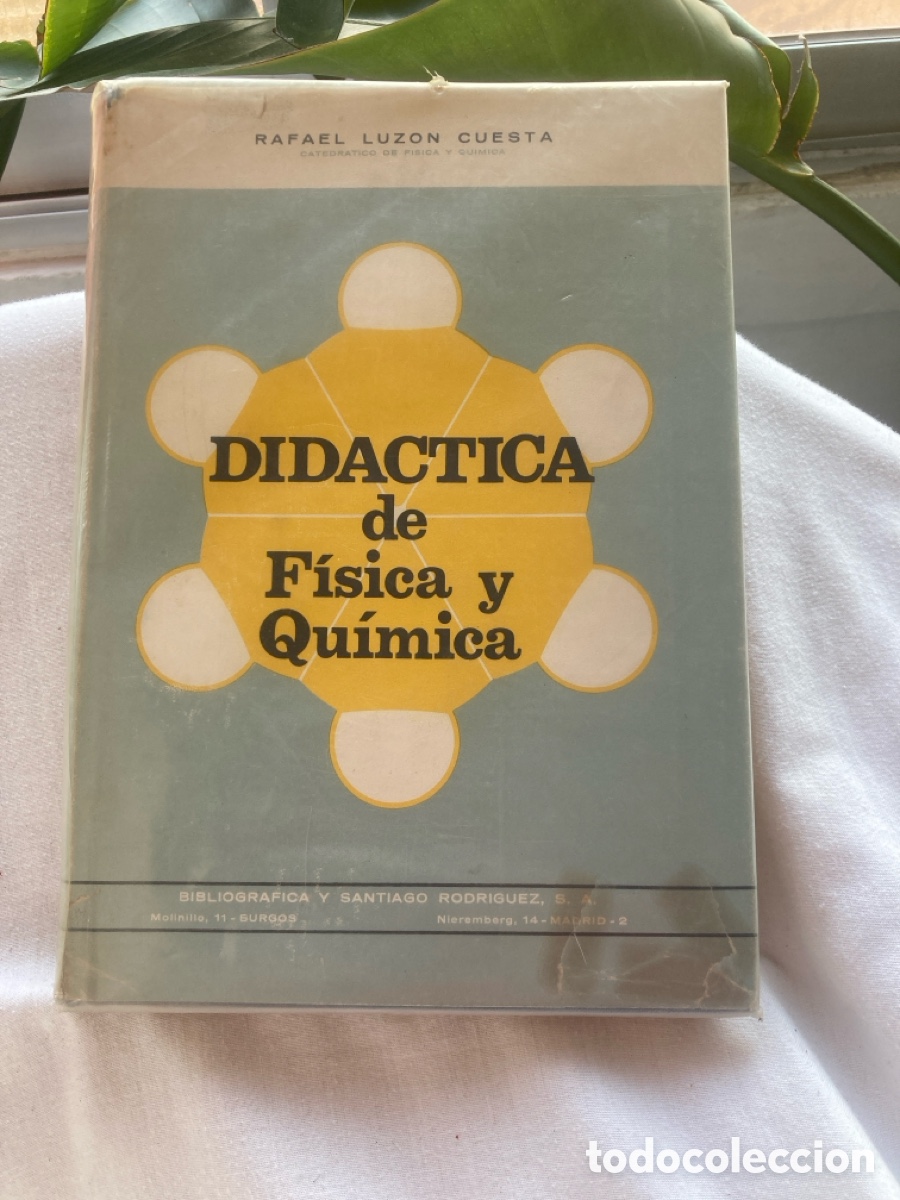 RAFAEL LUZON CUESTA
CATEDRATICO DE FISICA Y QUIMICA
DIDACTICA
de
Física y
Química
BIBLIOGRAFICA Y SANTIAGO RODRIGUEZ, S. A.
Molinillo, 11 - BURGOS Nieremberg, 14 - MADRID - 2
todocoleccion